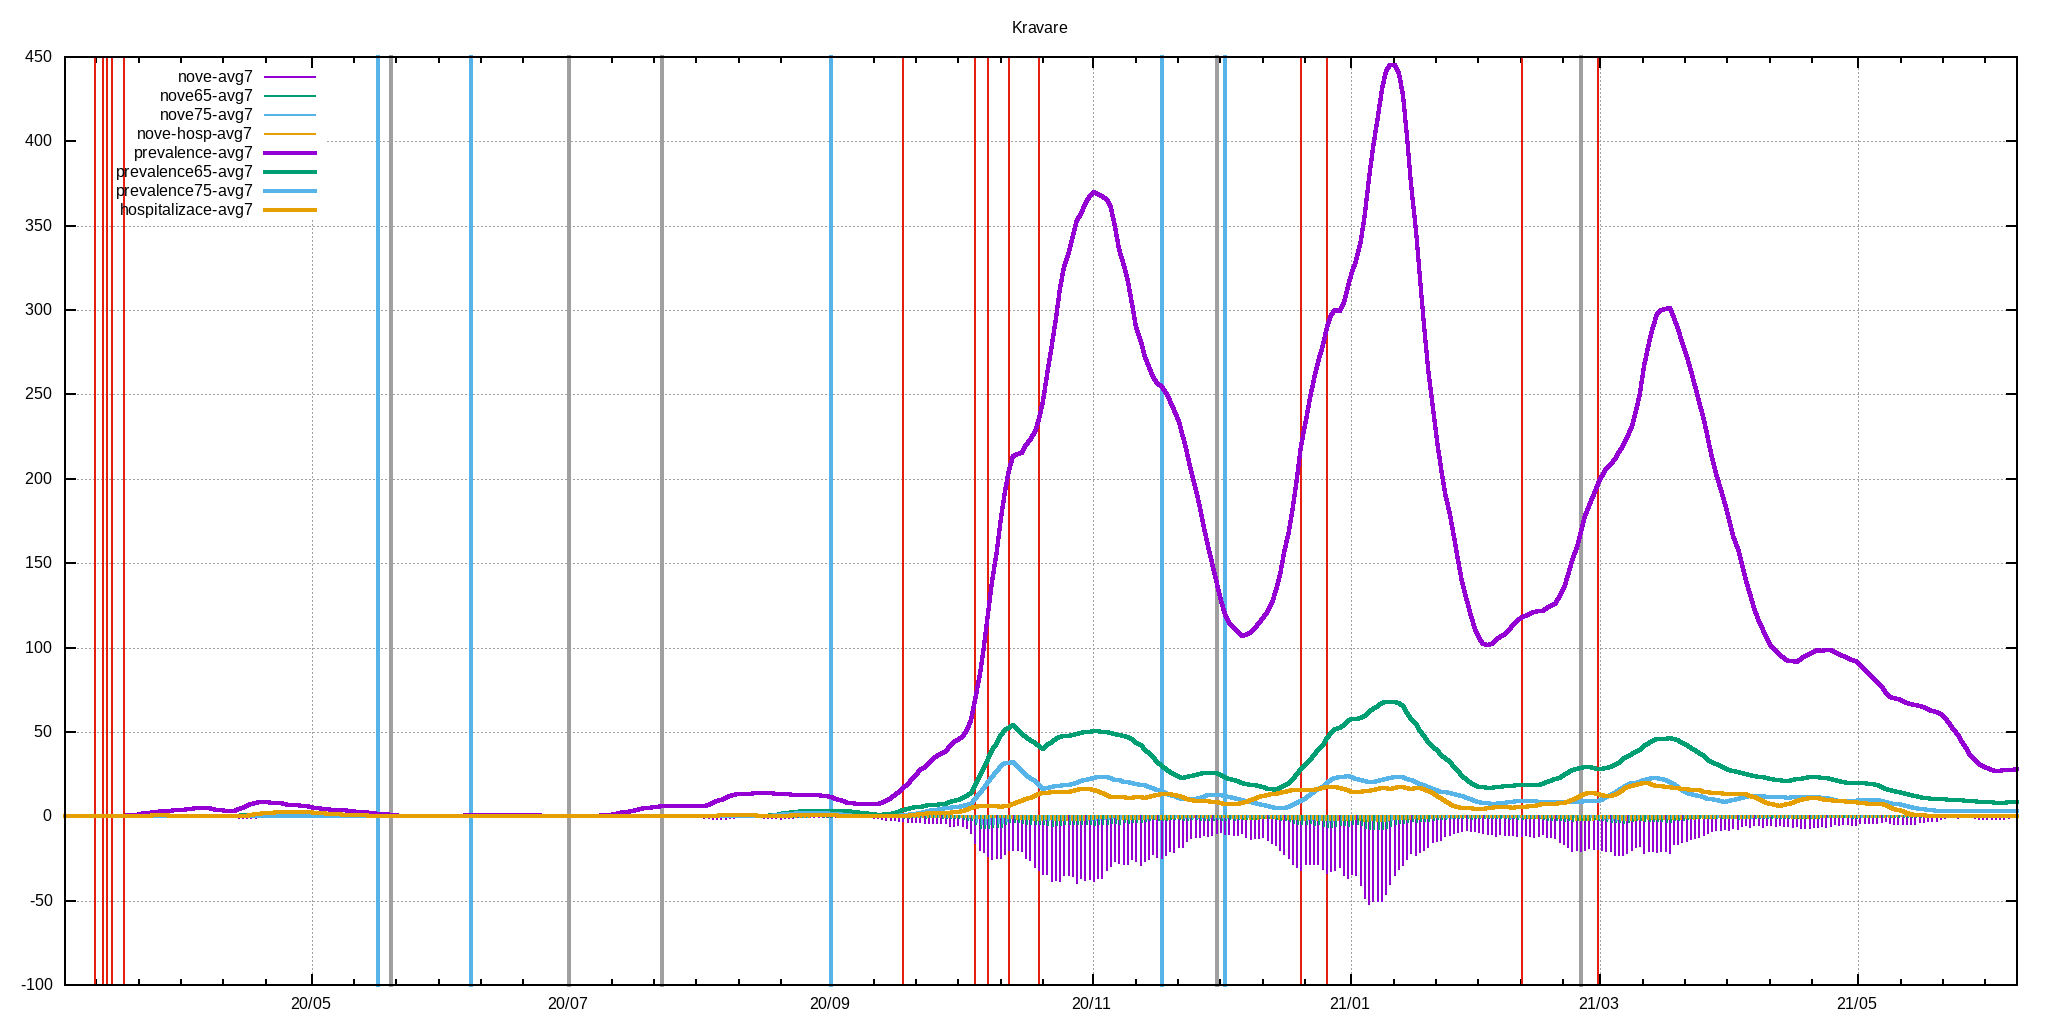 Kravare
450
nove-avg7
nove65-avg7
nove75-avg7
nove-hosp-avg7
prevalence-avg7
prevalence65-avg7
prevalence75-avg7
hospitalizace-avg7
400
350
300
250
200
150
100
50
0
-50
-100
20/05 20/07 20/09 20/11 21/01 21/03 21/05